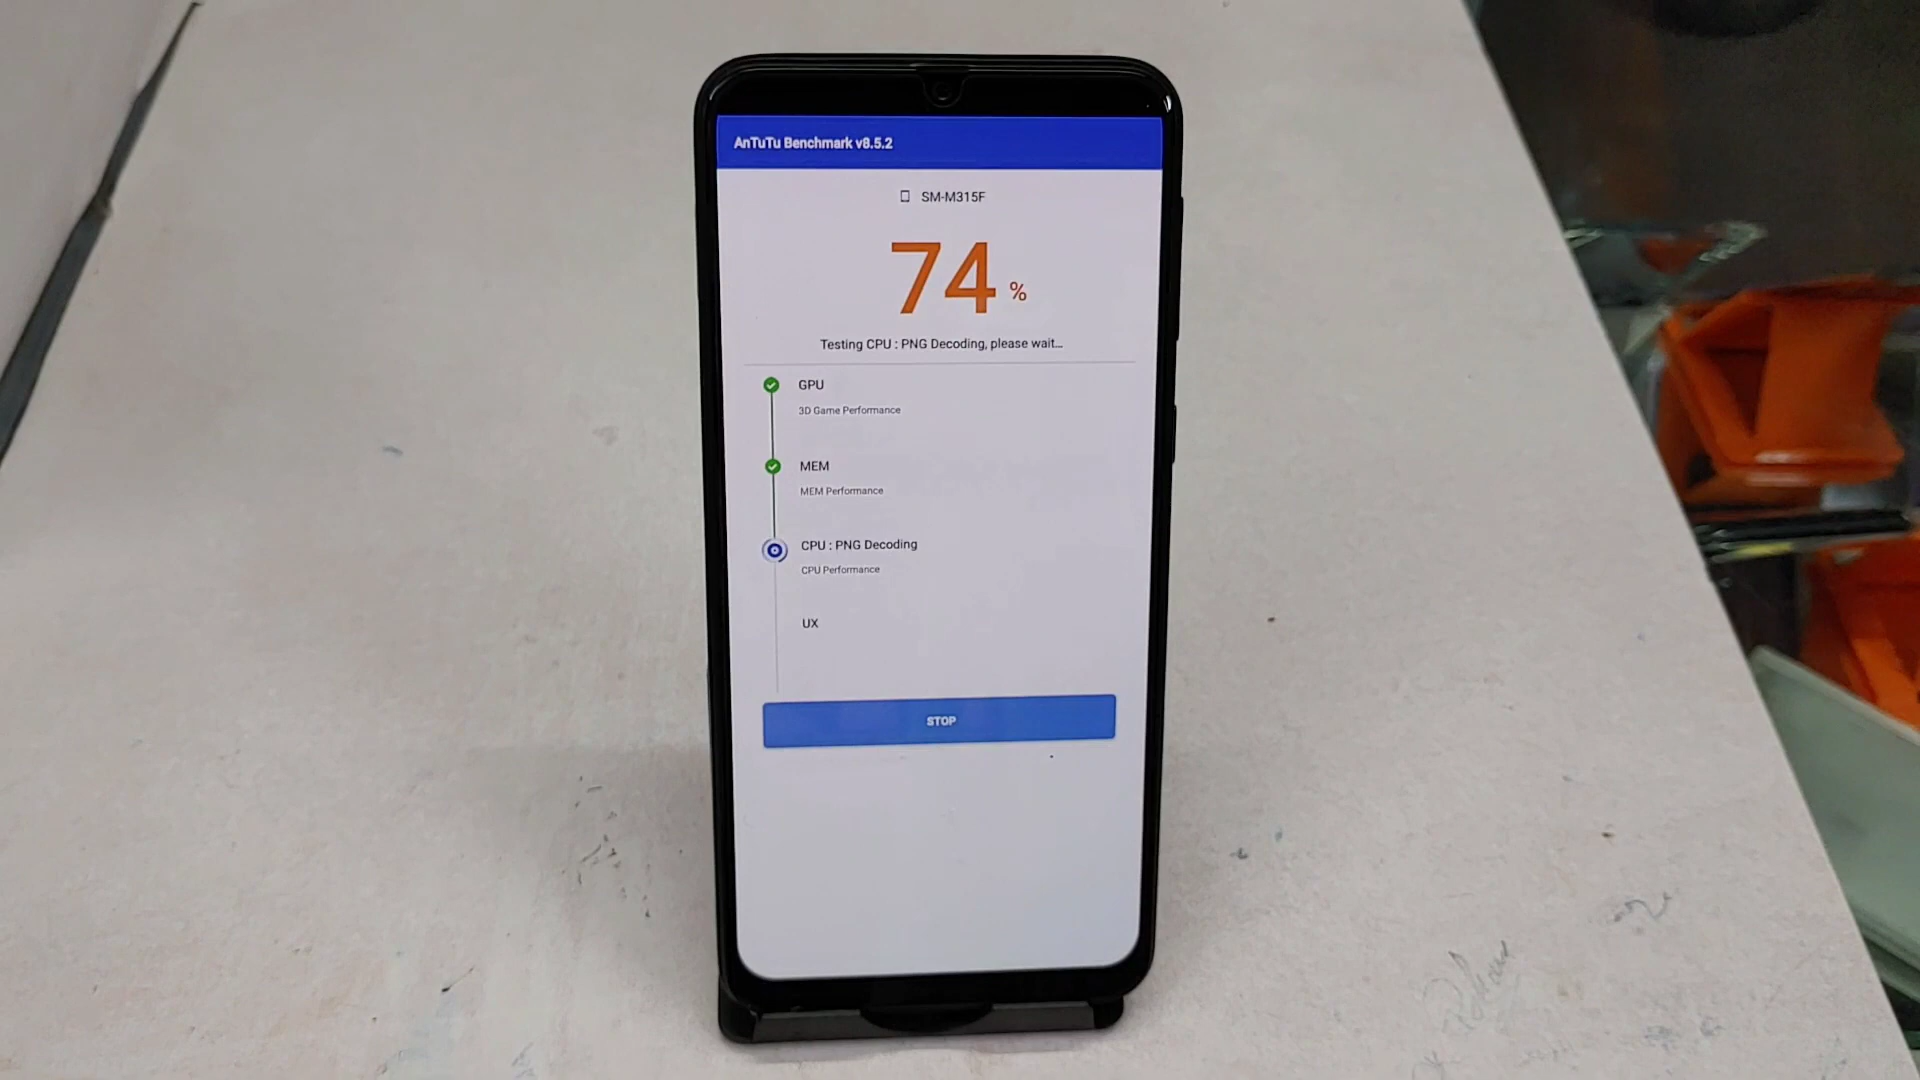 AnTuTu Benchmark v8.5.2
SM-M315F
74 %
Testing CPU : PNG Decoding, please wait...
GPU
3D Game Performance
MEM
MEM Performance
CPU : PNG Decoding
CPU Performance
UX
STOP